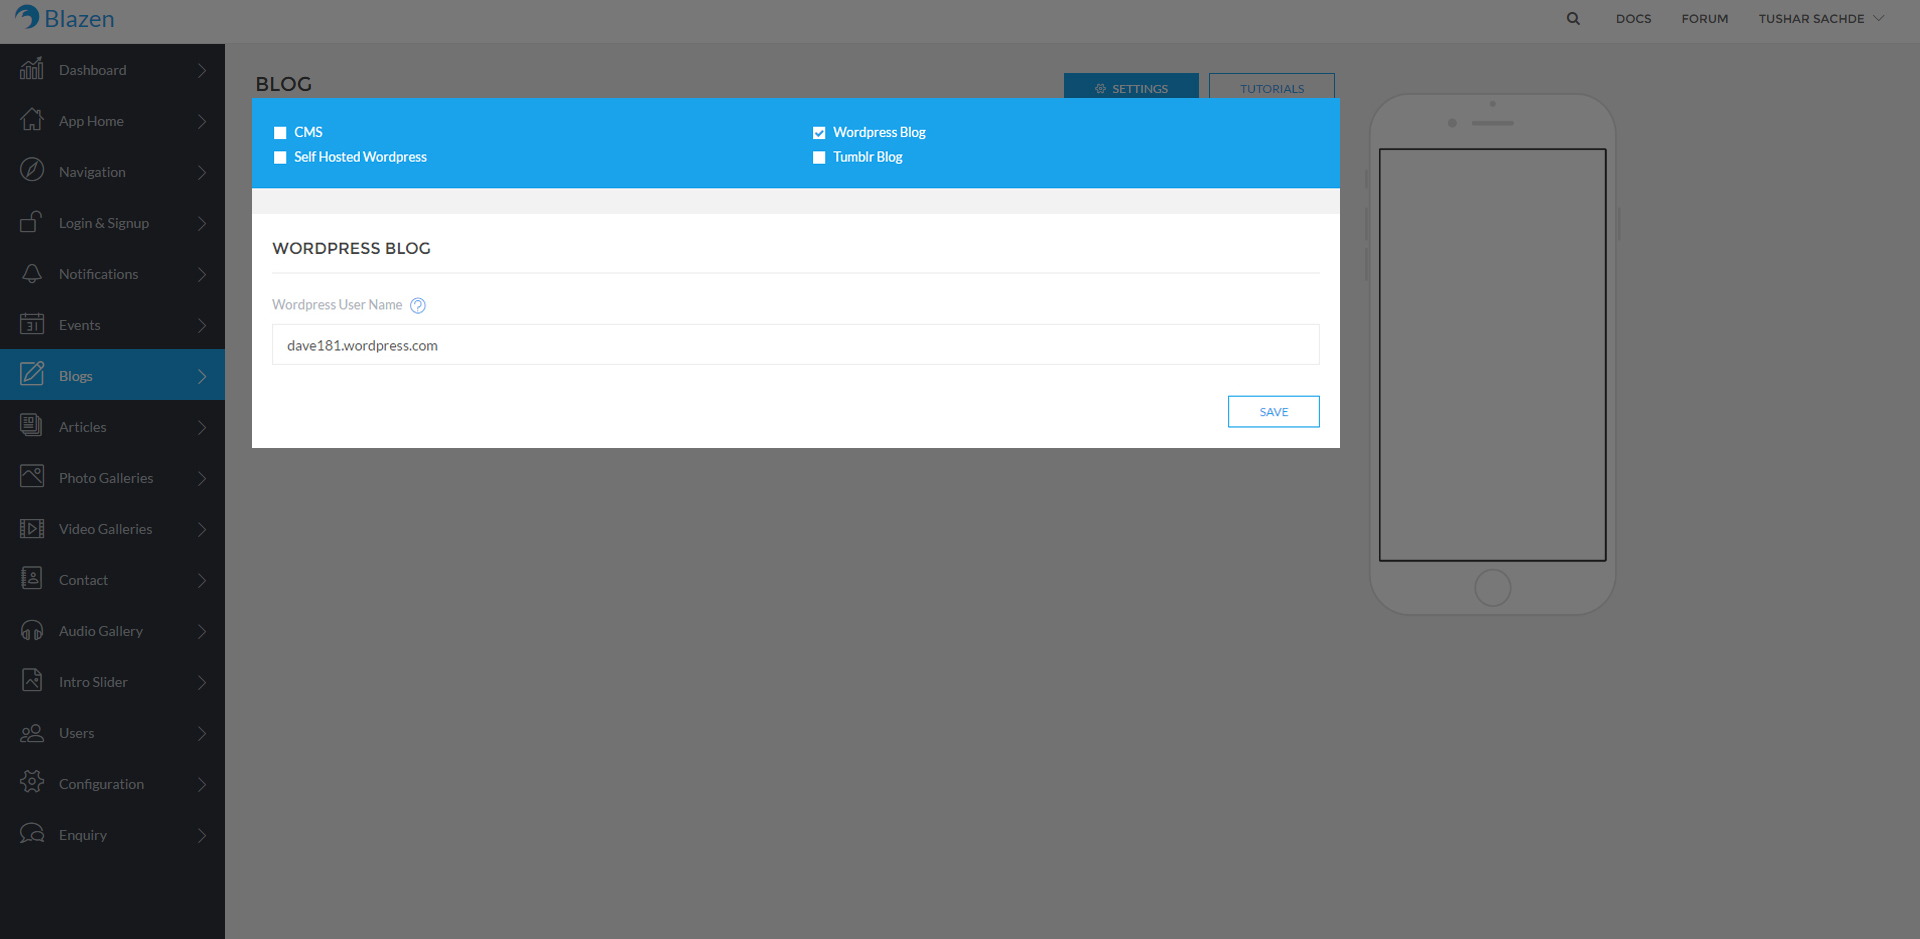 Blazen
DOCS
FORUM
TUSHAR SACHDE
Dashboard
App Home
Navigation
Login & Signup
Notifications
31
Events
Blogs
Articles
Photo Galleries
Video Galleries
Contact
Audio Gallery
Intro Slider
Users
Configuration
Enquiry
BLOG
SETTINGS
TUTORIALS
CMS
Wordpress Blog
Self Hosted Wordpress
Tumblr Blog
WORDPRESS BLOG
Wordpress User Name ?
dave181.wordpress.com
SAVE